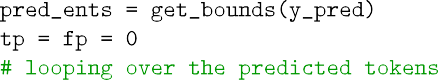 pred_ents = get_bounds(y_pred)
tp = fp = 0
# looping over the predicted tokens